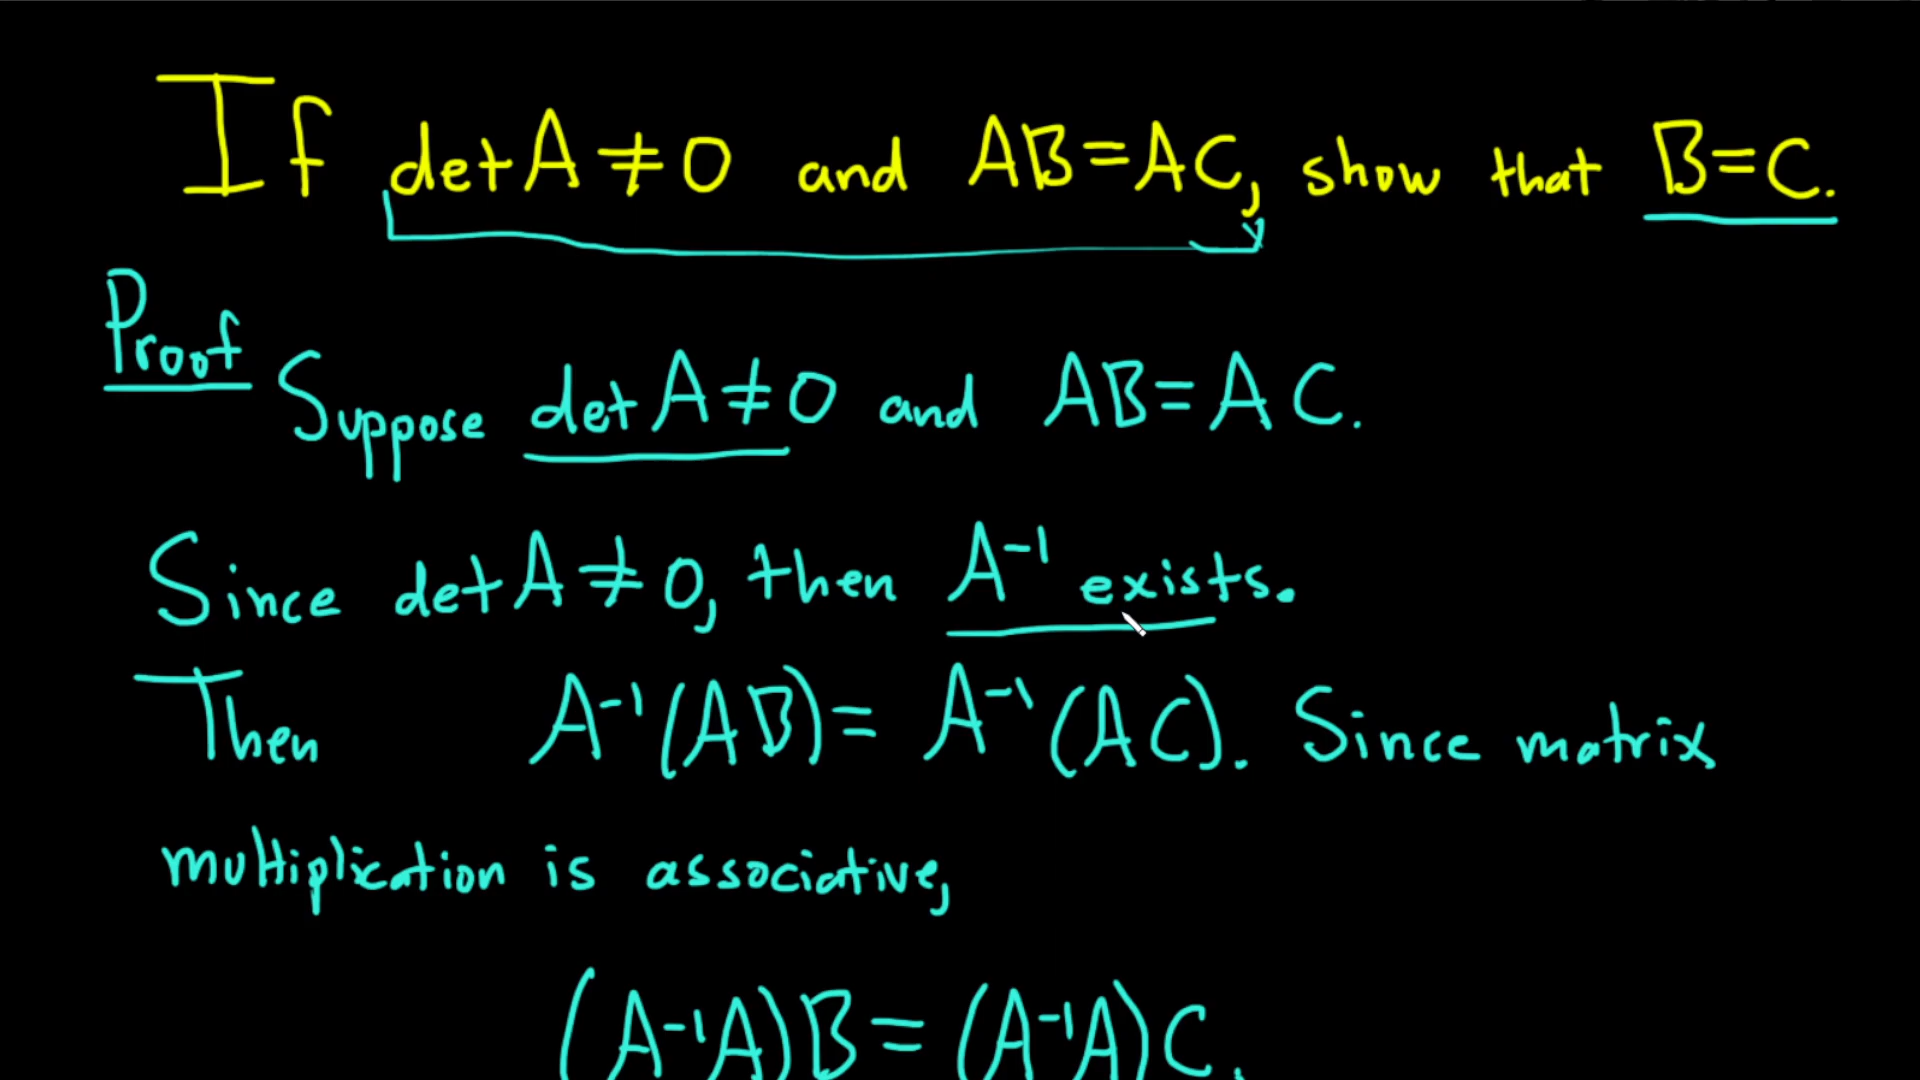 If det A ≠ 0 and AB = AC, show that B = C.
Proof
Suppose det A ≠ 0 and AB = AC.
Since det A ≠ 0, then A⁻¹ exists.
Then A⁻¹(AB) = A⁻¹(AC). Since matrix
multiplication is associative,
(A⁻¹A)B = (A⁻¹A)C.